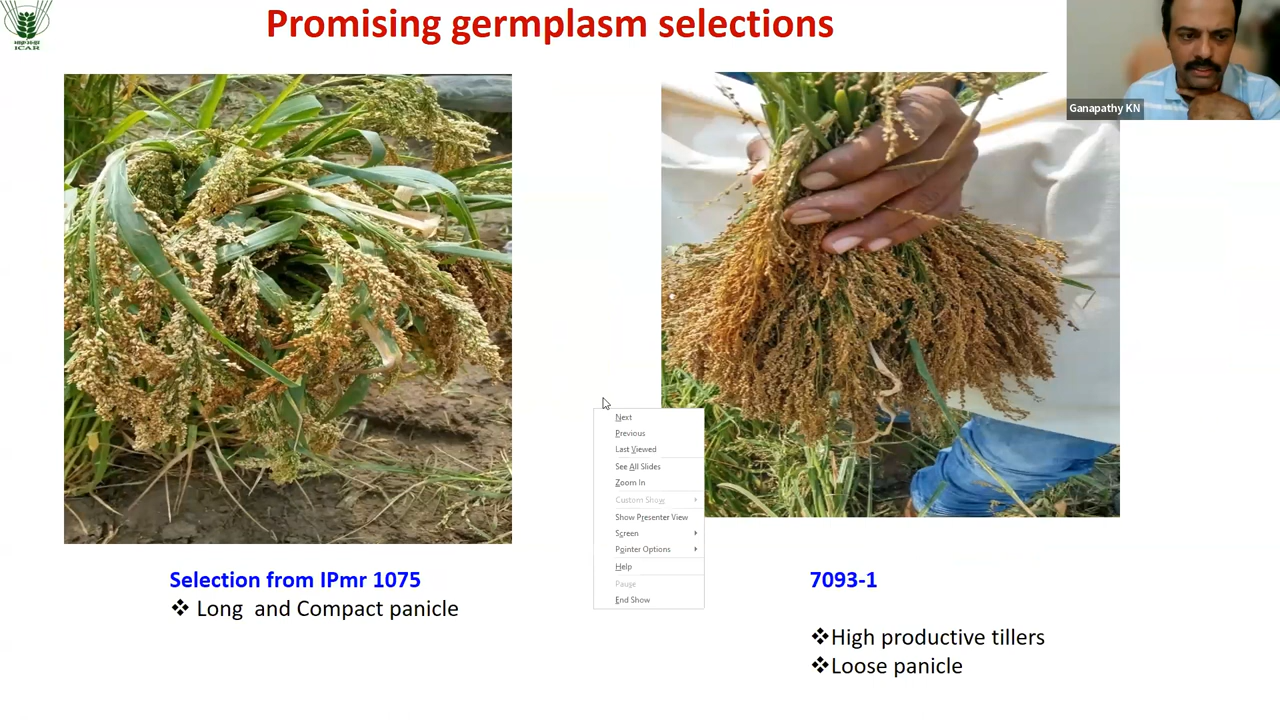 Promising germplasm selections
ICAR
Ganapathy KN
Next
Previous
Last Viewed
See All Slides
Zoom In
Custom Show
Show Presenter View
Screen
Pointer Options
Help
Pause
End Show
Selection from IPmr 1075
❖ Long and Compact panicle
7093-1
❖High productive tillers
❖Loose panicle